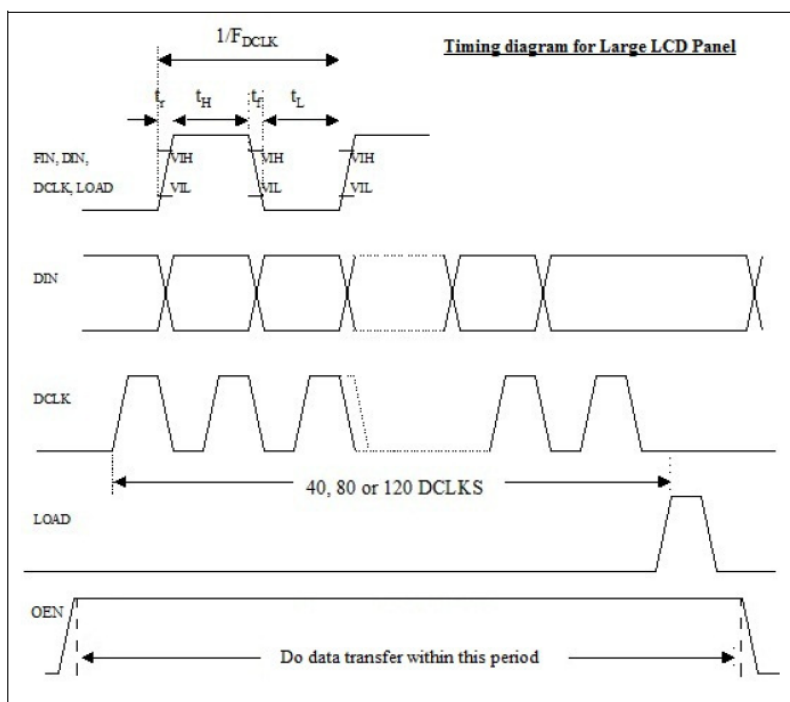 1/FDCLK
Timing diagram for Large LCD Panel
tr tH tf tL
FIN, DIN, VIH VIH VIH
DCLK, LOAD VIL VIL VIL
DIN
DCLK
40, 80 or 120 DCLKS
LOAD
OEN
Do data transfer within this period